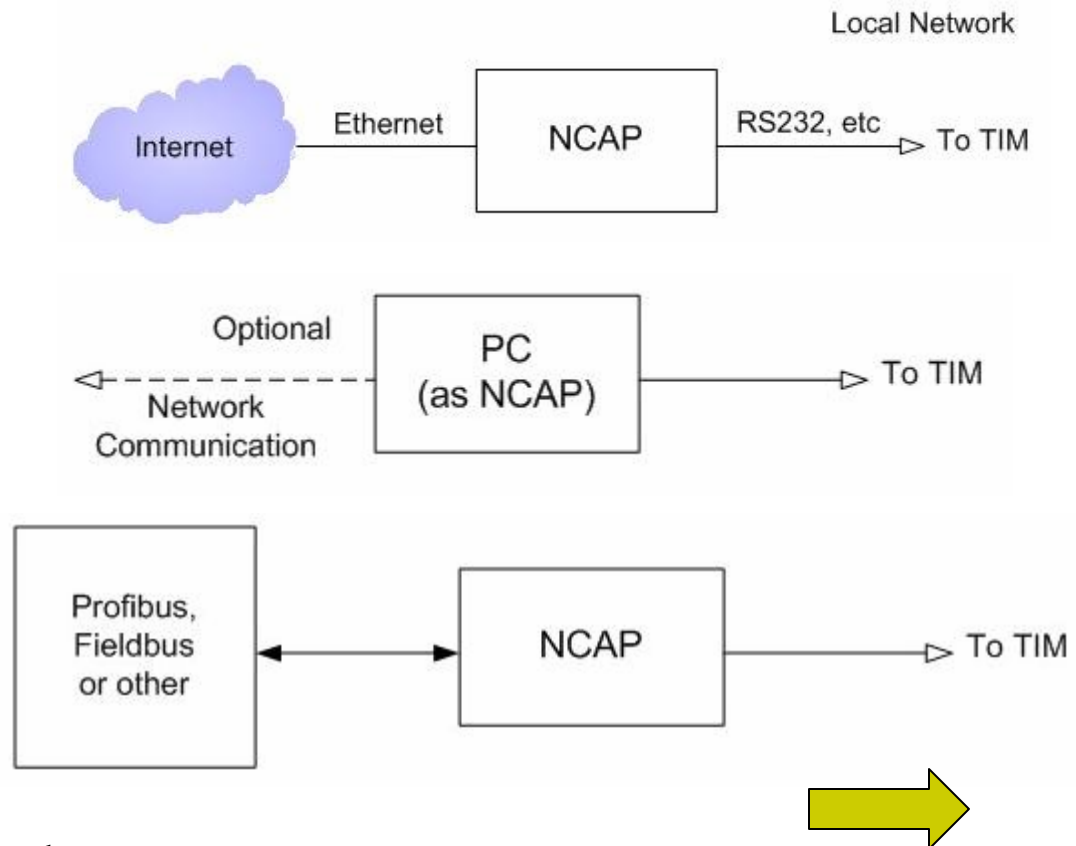 Local Network
Internet
Ethernet
NCAP
RS232, etc
To TIM
Optional
Network
Communication
PC
(as NCAP)
To TIM
Profibus,
Fieldbus
or other
NCAP
To TIM